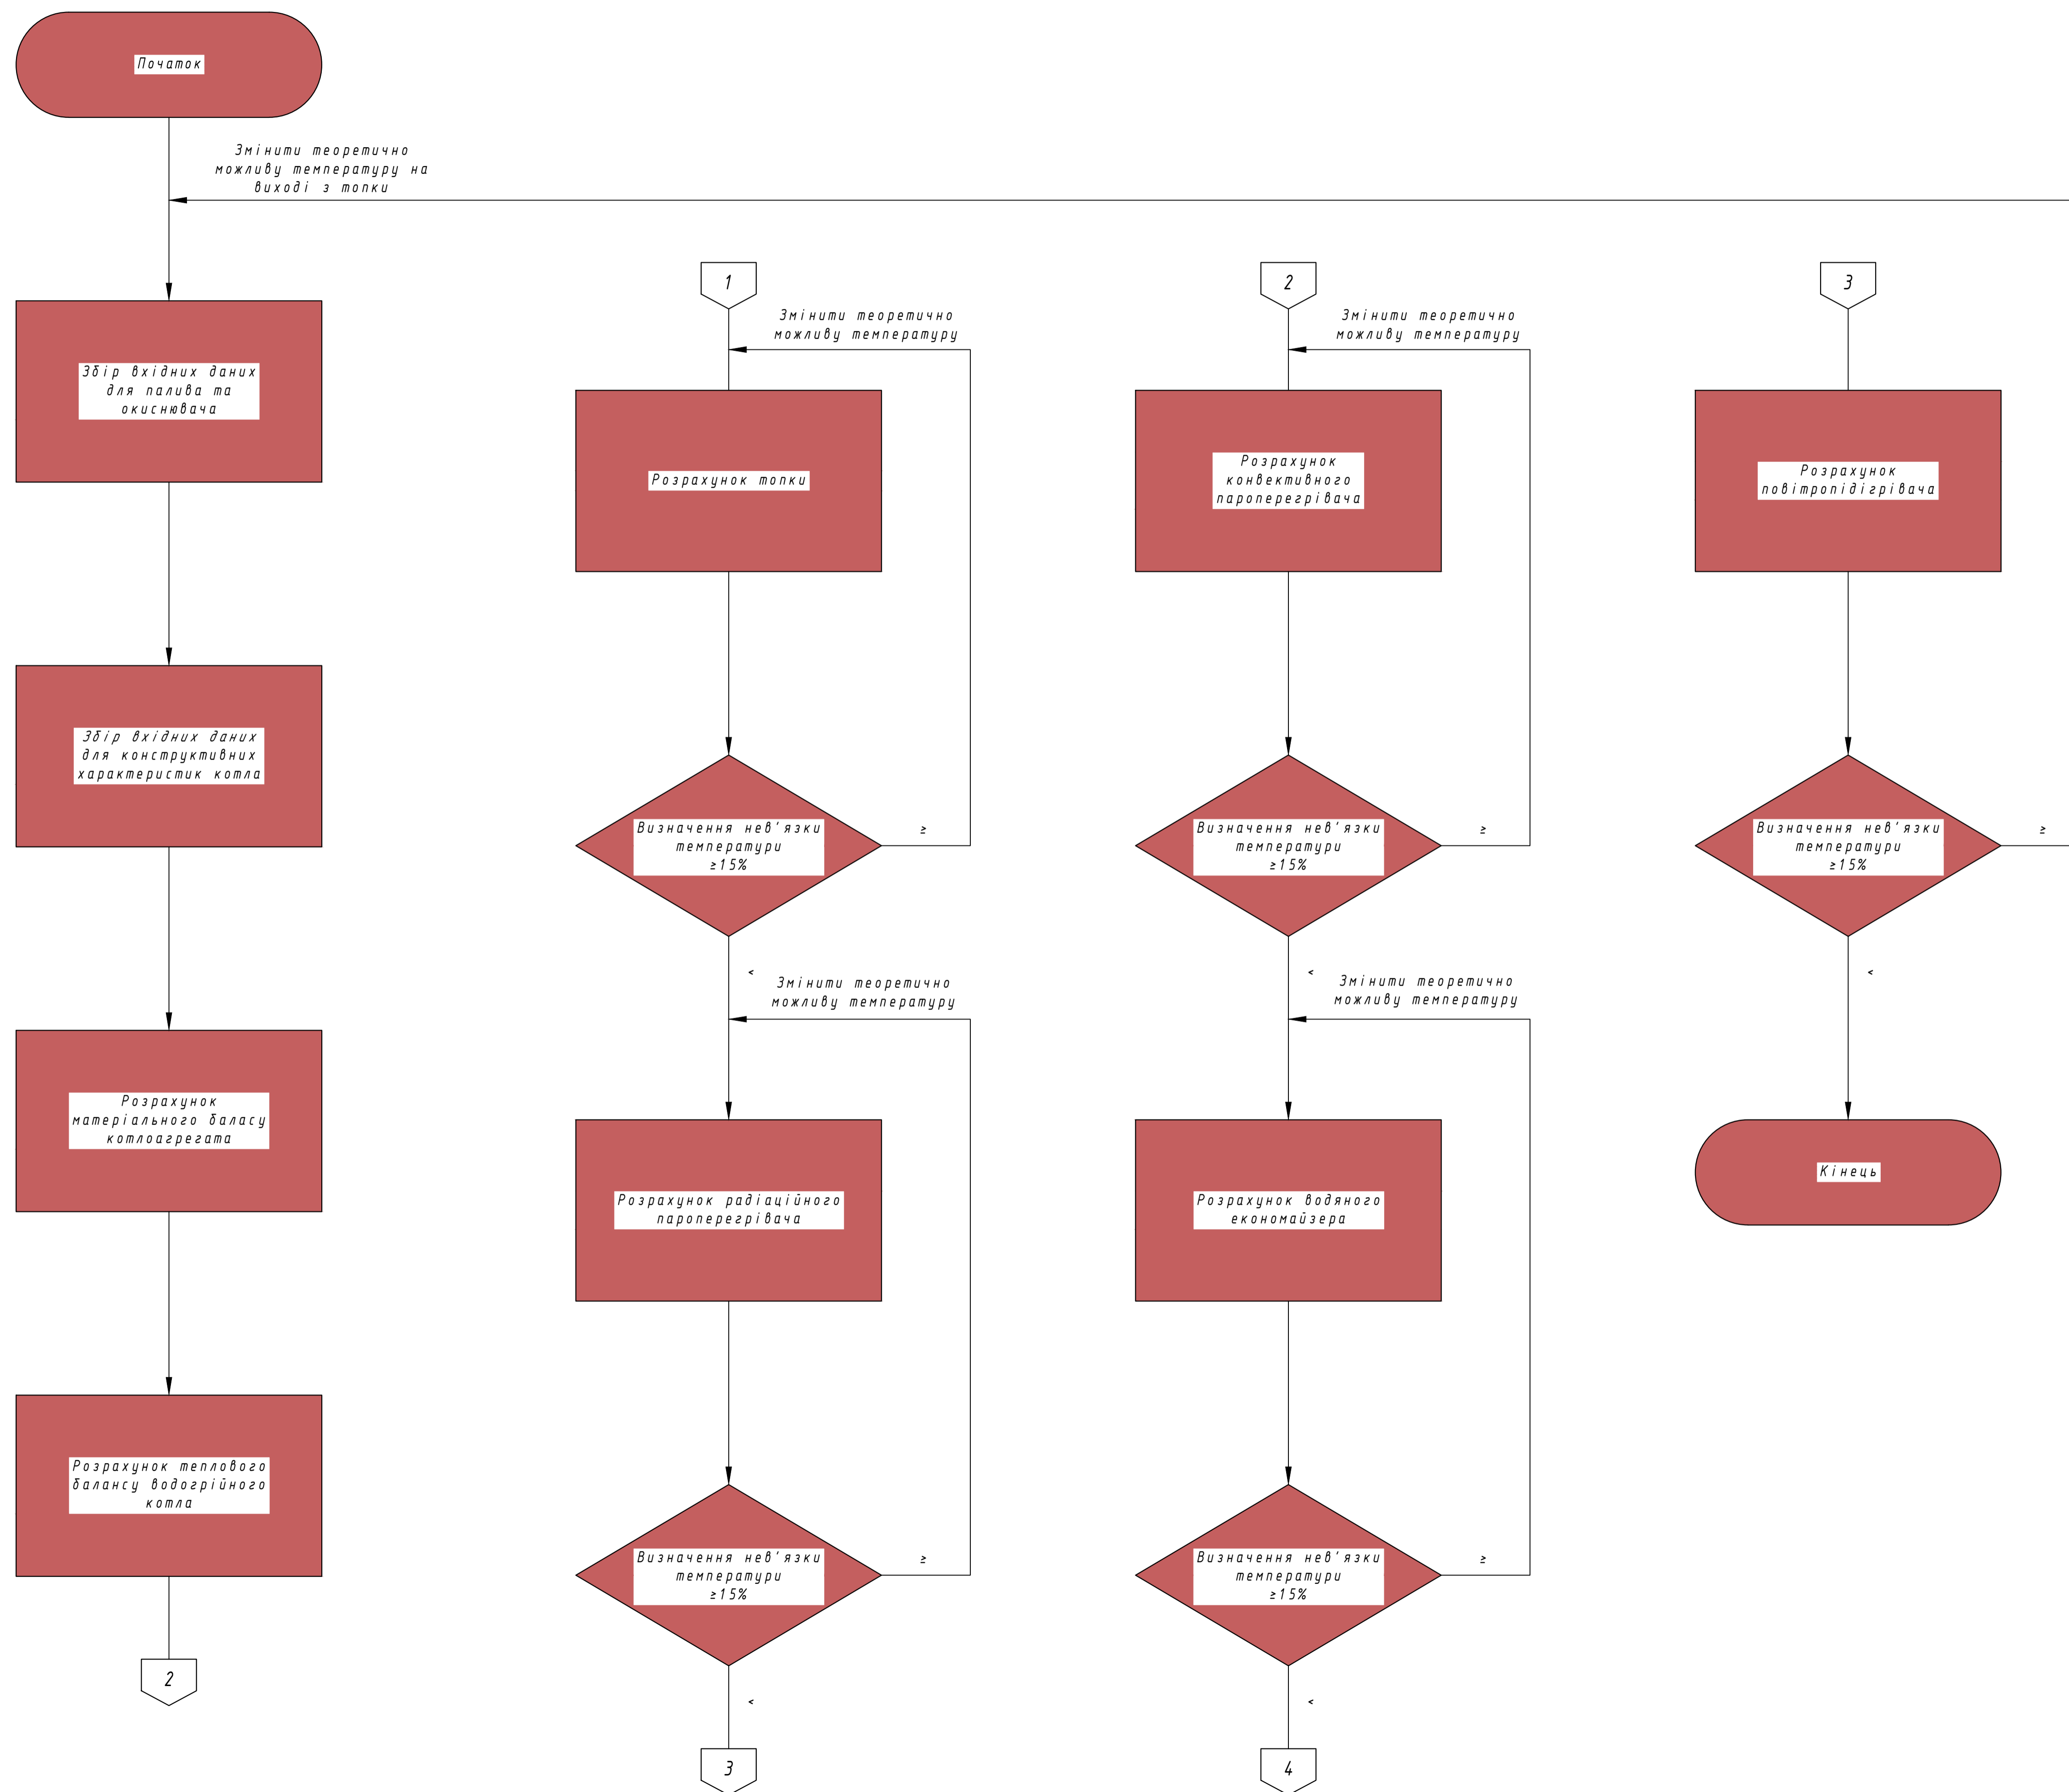 Початок
Змінити теоретично
можливу температуру на
виході з топки
Збір вхідних даних
для палива та
окиснювача
Збір вхідних даних
для конструктивних
характеристик котла
Розрахунок
матеріального баласу
котлоагрегата
Розрахунок теплового
балансу водогрійного
котла
2
1
Змінити теоретично
можливу температуру
Розрахунок топки
Визначення нев'язки
температури
≥15%
≥
<
Змінити теоретично
можливу температуру
Розрахунок радіаційного
пароперегрівача
Визначення нев'язки
температури
≥15%
≥
<
3
2
Змінити теоретично
можливу температуру
Розрахунок
конвективного
пароперегрівача
Визначення нев'язки
температури
≥15%
≥
<
Змінити теоретично
можливу температуру
Розрахунок водяного
економайзера
Визначення нев'язки
температури
≥15%
≥
<
4
3
Розрахунок
повітропідігрівача
Визначення нев'язки
температури
≥15%
≥
<
Кінець